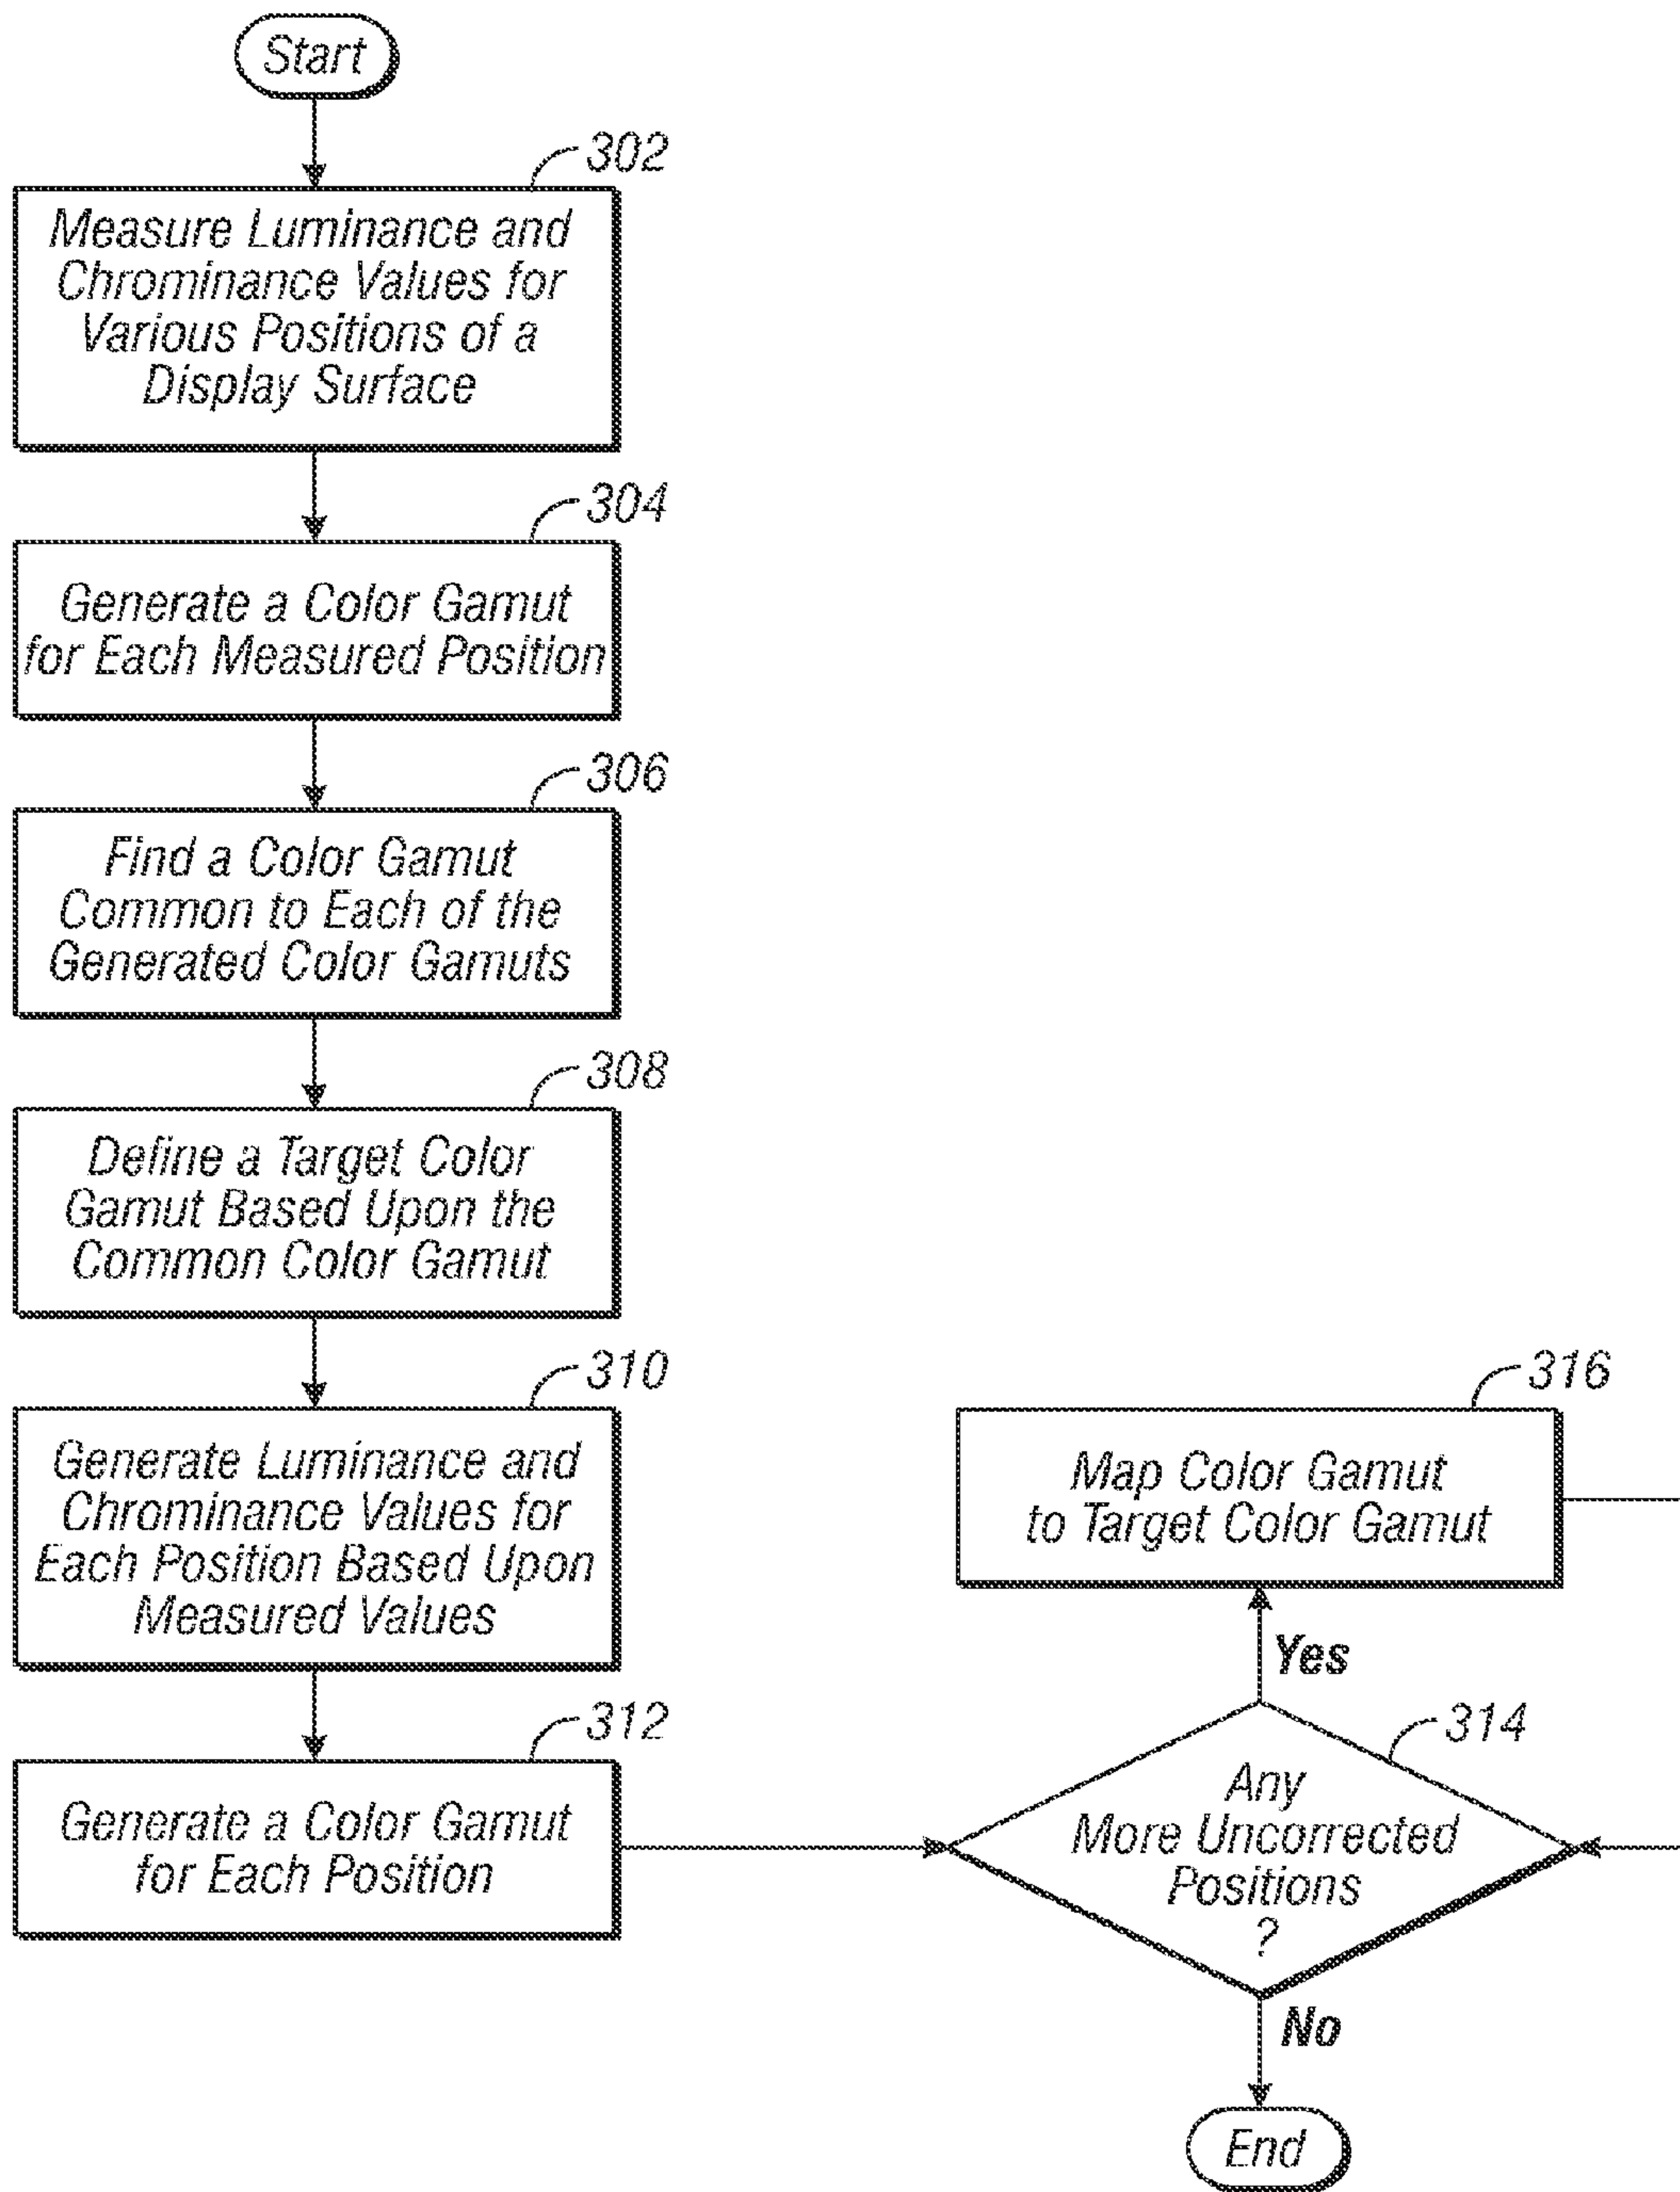 Start
302
Measure Luminance and
Chrominance Values for
Various Positions of a
Display Surface
304
Generate a Color Gamut
for Each Measured Position
306
Find a Color Gamut
Common to Each of the
Generated Color Gamuts
308
Define a Target Color
Gamut Based Upon the
Common Color Gamut
310
Generate Luminance and
Chrominance Values for
Each Position Based Upon
Measured Values
312
Generate a Color Gamut
for Each Position
316
Map Color Gamut
to Target Color Gamut
Yes
314
Any
More Uncorrected
Positions
?
No
End